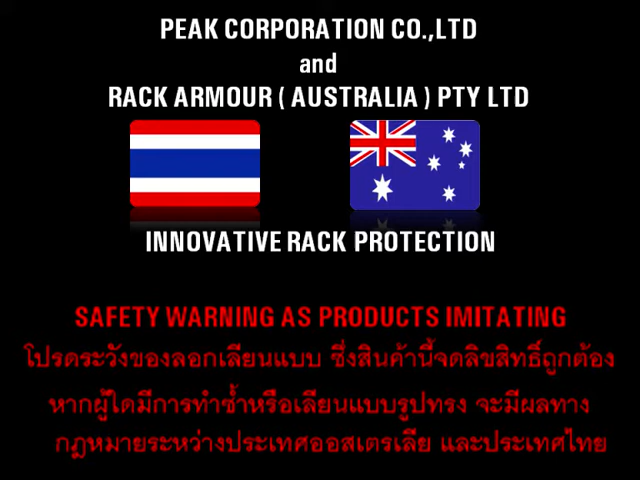 PEAK CORPORATION CO.,LTD
and
RACK ARMOUR ( AUSTRALIA ) PTY LTD
INNOVATIVE RACK PROTECTION
SAFETY WARNING AS PRODUCTS IMITATING
โปรดระวังของลอกเลียนแบบ ซึ่งสินค้านี้จดลิขสิทธิ์ถูกต้อง
หากผู้ใดมีการทำซ้ำหรือเลียนแบบรูปทรง จะมีผลทาง
กฎหมายระหว่างประเทศออสเตรเลีย และประเทศไทย